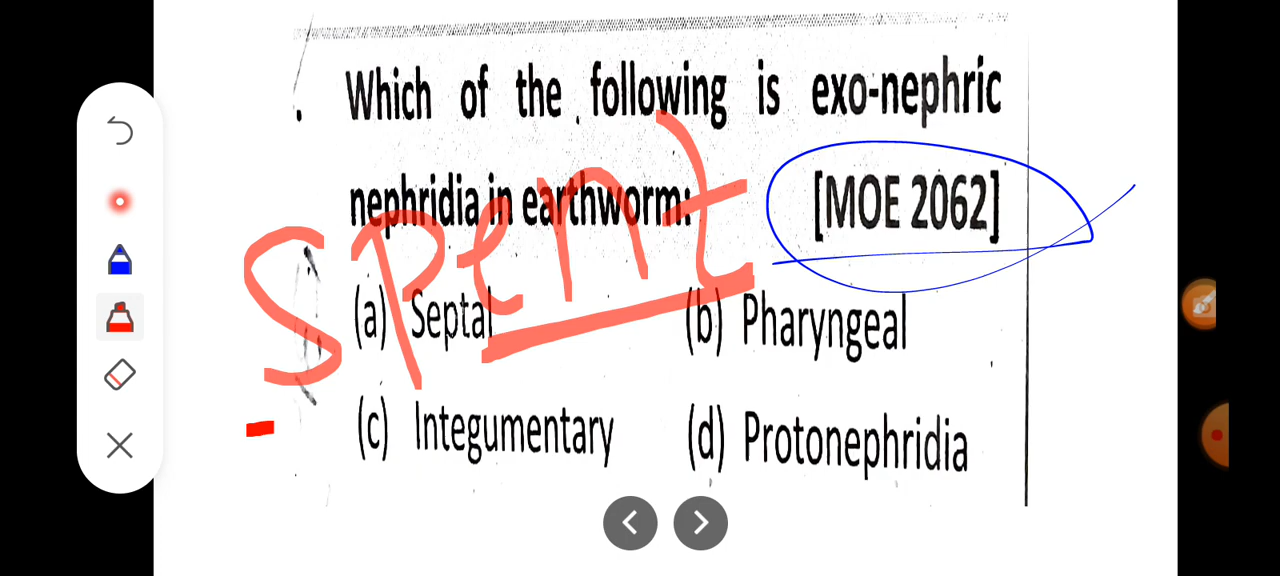 . Which of the following is exo-nephric
nephridia in earthworm: [MOE 2062]
spent
(a) Septal (b) Pharyngeal
(c) Integumentary (d) Protonephridia